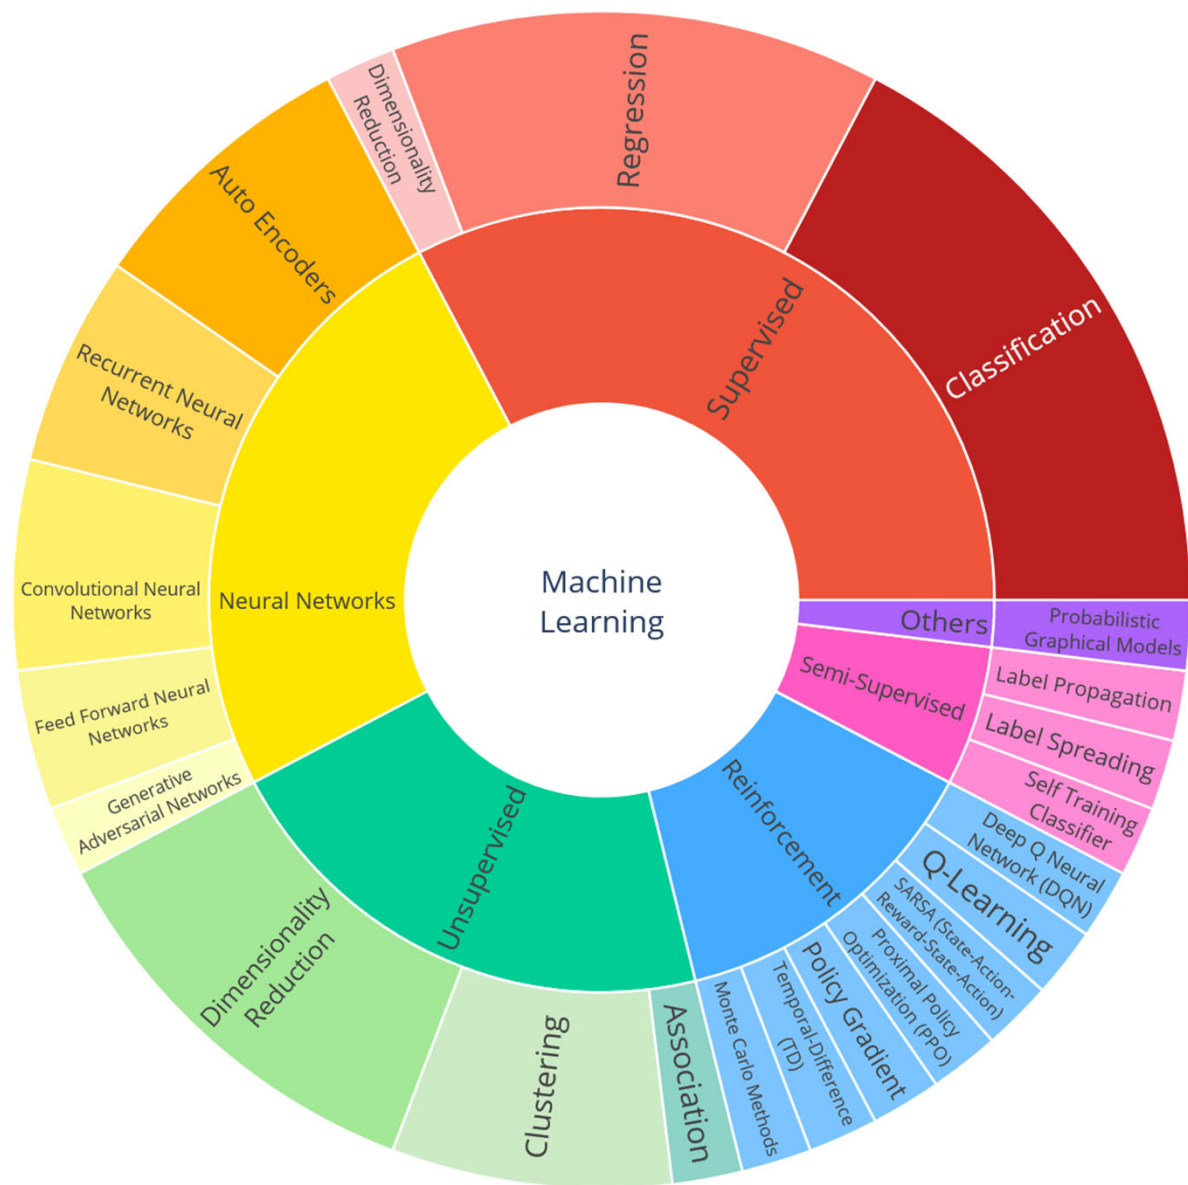 Machine
Learning
Supervised
Classification
Regression
Dimensionality
Reduction
Neural Networks
Auto Encoders
Recurrent Neural
Networks
Convolutional Neural
Networks
Feed Forward Neural
Networks
Generative
Adversarial Networks
Unsupervised
Dimensionality
Reduction
Clustering
Association
Reinforcement
Monte Carlo Methods
Temporal-Difference
(TD)
Policy Gradient
Proximal Policy
Optimization (PPO)
SARSA (State-Action-
Reward-State-Action)
Q-Learning
Deep Q Neural
Network (DQN)
Semi-Supervised
Self Training
Classifier
Label Spreading
Label Propagation
Others
Probabilistic
Graphical Models